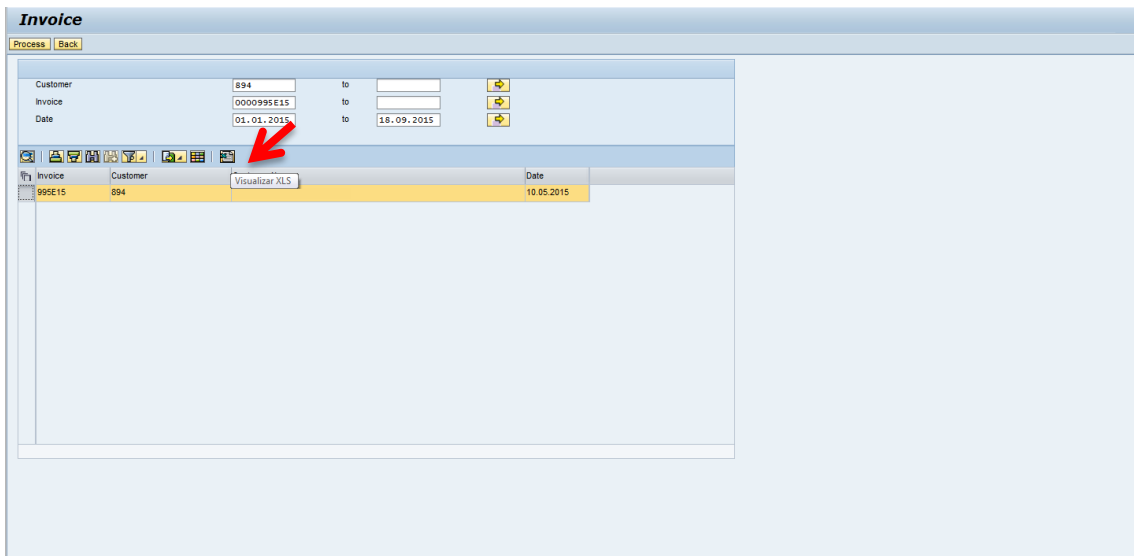 Invoice
Process Back
Customer 894 to
Invoice 0000995E15 to
Date 01.01.2015 to 18.09.2015
Invoice Customer Date
Visualizar XLS
995E15 894 10.05.2015